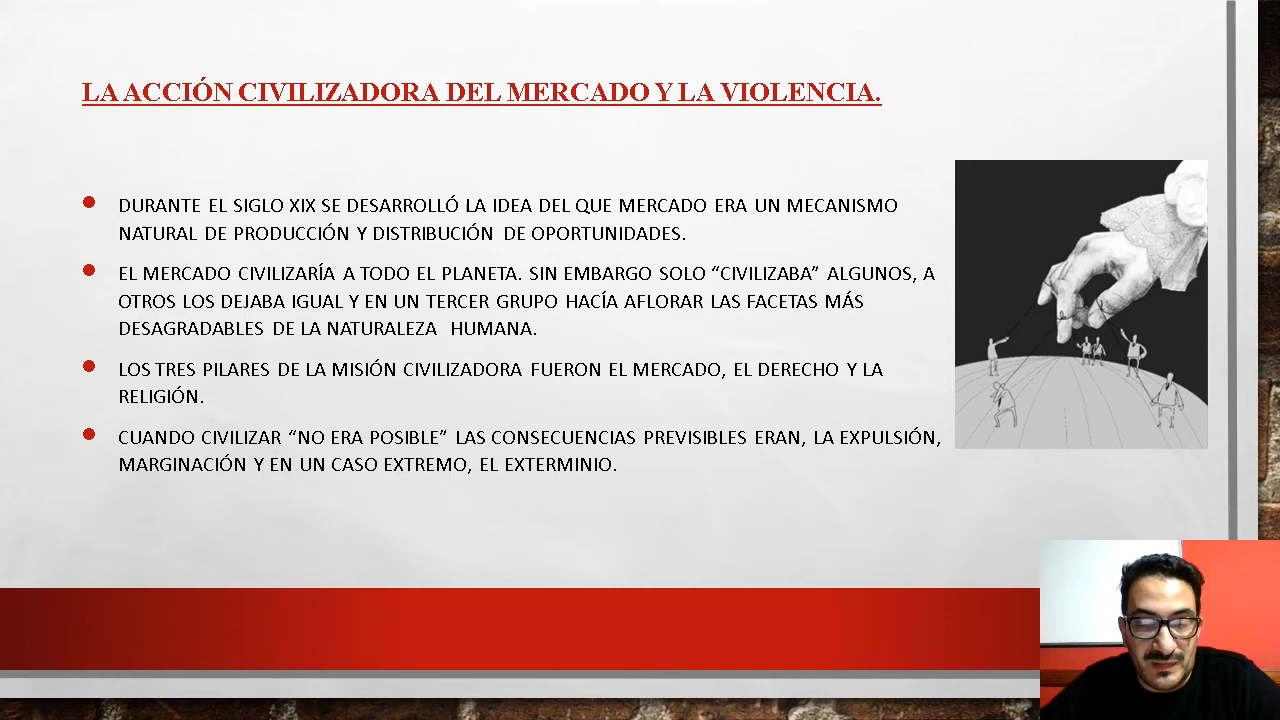 LA ACCIÓN CIVILIZADORA DEL MERCADO Y LA VIOLENCIA.
DURANTE EL SIGLO XIX SE DESARROLLÓ LA IDEA DEL QUE MERCADO ERA UN MECANISMO
NATURAL DE PRODUCCIÓN Y DISTRIBUCIÓN DE OPORTUNIDADES.
EL MERCADO CIVILIZARÍA A TODO EL PLANETA. SIN EMBARGO SOLO “CIVILIZABA” ALGUNOS, A
OTROS LOS DEJABA IGUAL Y EN UN TERCER GRUPO HACÍA AFLORAR LAS FACETAS MÁS
DESAGRADABLES DE LA NATURALEZA HUMANA.
LOS TRES PILARES DE LA MISIÓN CIVILIZADORA FUERON EL MERCADO, EL DERECHO Y LA
RELIGIÓN.
CUANDO CIVILIZAR “NO ERA POSIBLE” LAS CONSECUENCIAS PREVISIBLES ERAN, LA EXPULSIÓN,
MARGINACIÓN Y EN UN CASO EXTREMO, EL EXTERMINIO.